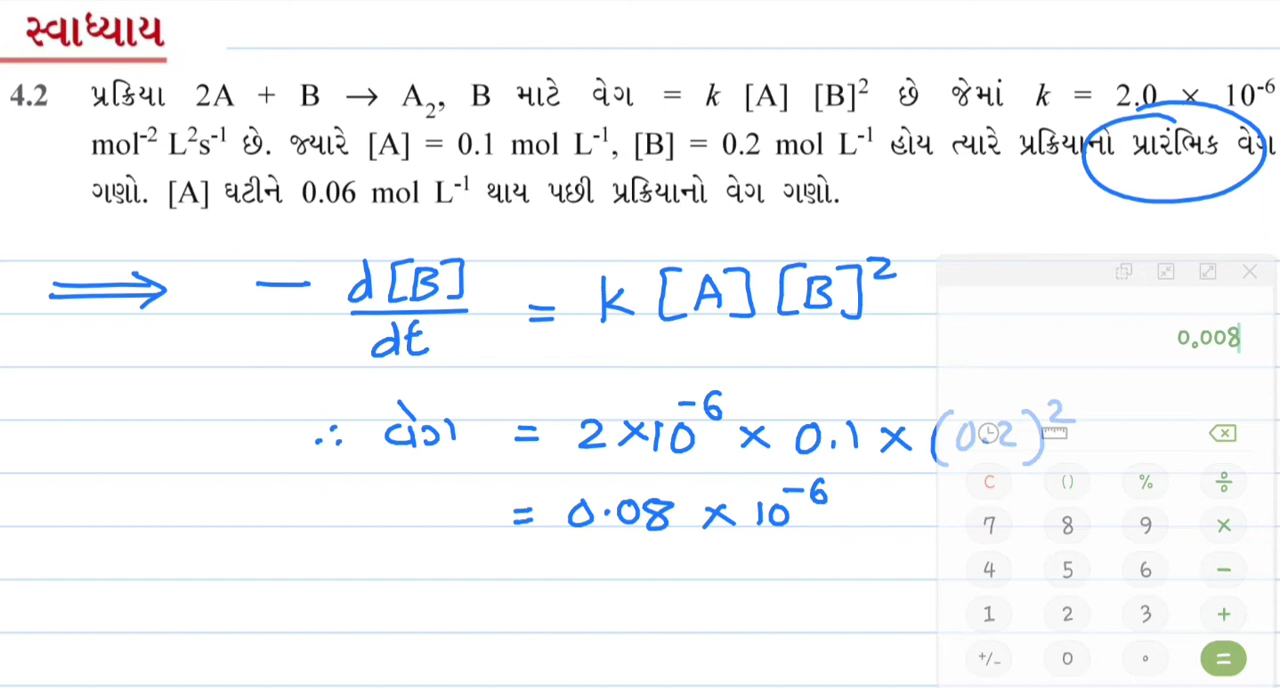 સ્વાધ્યાય
4.2 પ્રક્રિયા 2A + B → A₂, B માટે વેગ = k [A] [B]² છે જેમાં k = 2.0 × 10⁻⁶
mol⁻² L²s⁻¹ છે. જ્યારે [A] = 0.1 mol L⁻¹, [B] = 0.2 mol L⁻¹ હોય ત્યારે પ્રક્રિયાનો પ્રારંભિક વેગ
ગણો. [A] ઘટીને 0.06 mol L⁻¹ થાય પછી પ્રક્રિયાનો વેગ ગણો.
⟹ − d[B]/dt = k [A] [B]²
0.008
∴ વેગ = 2×10⁻⁶ × 0.1 × (0.2)²
= 0.08 × 10⁻⁶
C () % ÷
7 8 9 ×
4 5 6 −
1 2 3 +
+/− 0 . =